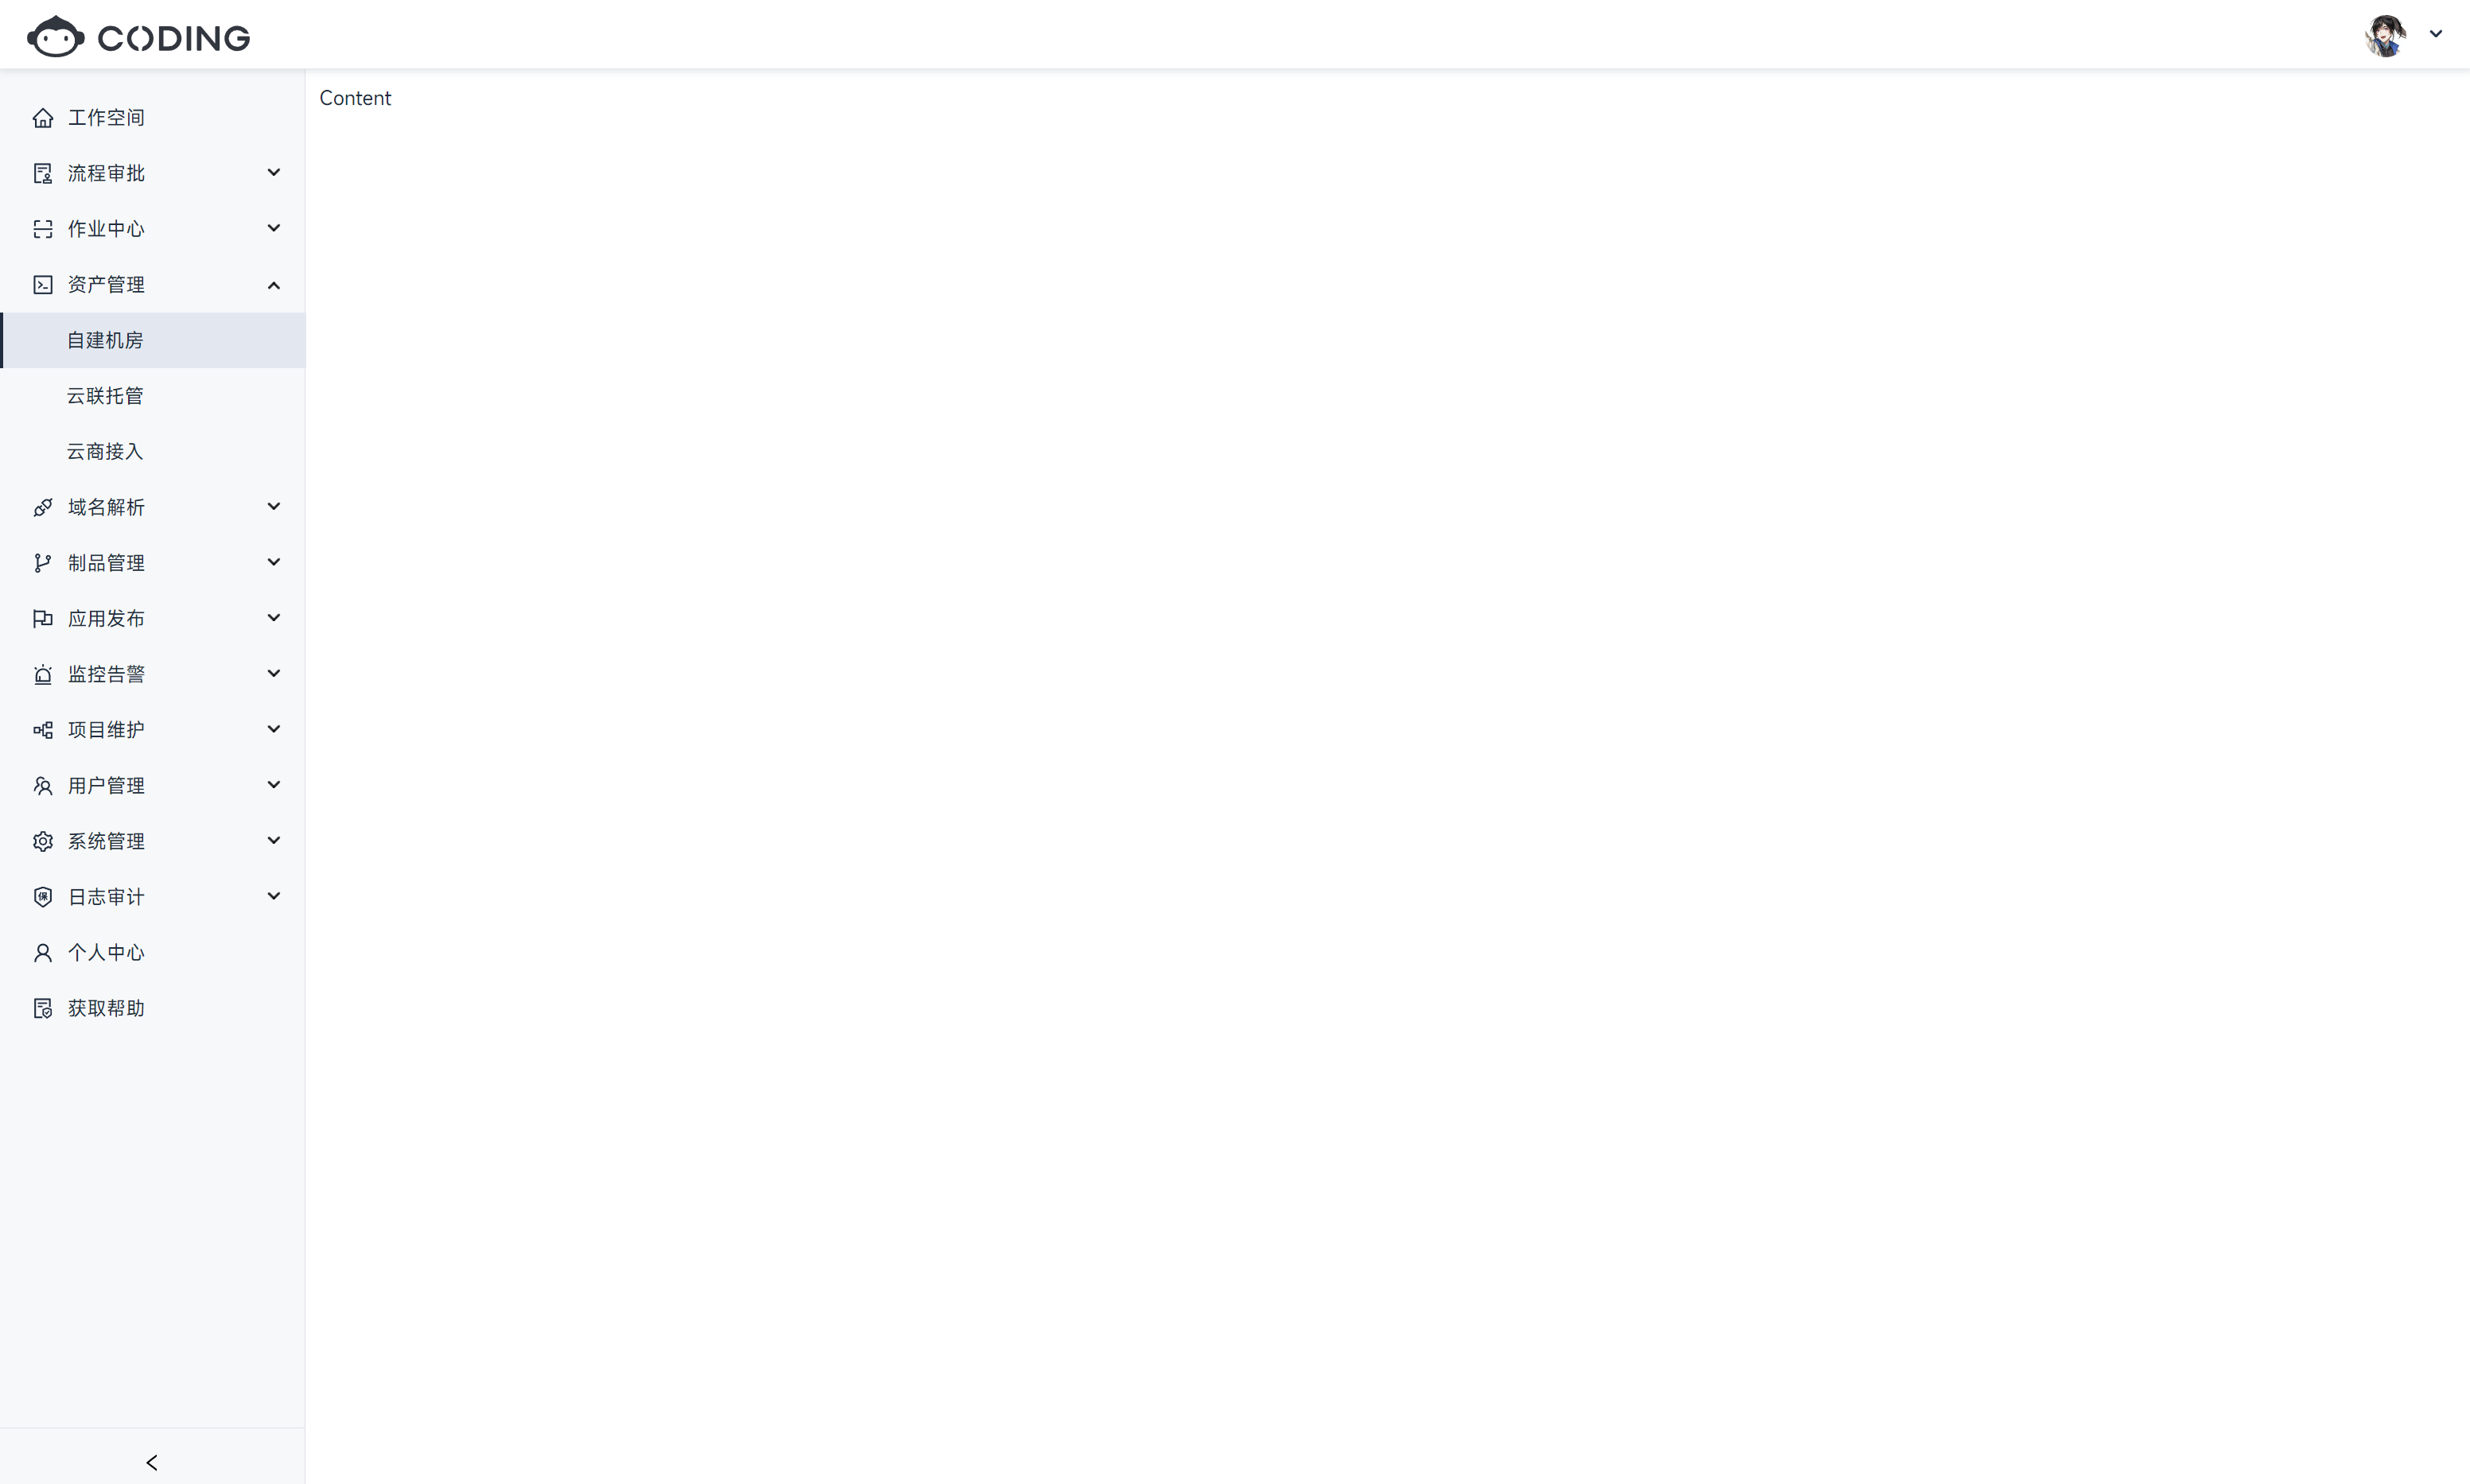 CODING
Content
工作空间
流程审批
作业中心
资产管理
自建机房
云联托管
云商接入
域名解析
制品管理
应用发布
监控告警
项目维护
用户管理
系统管理
保
日志审计
个人中心
获取帮助